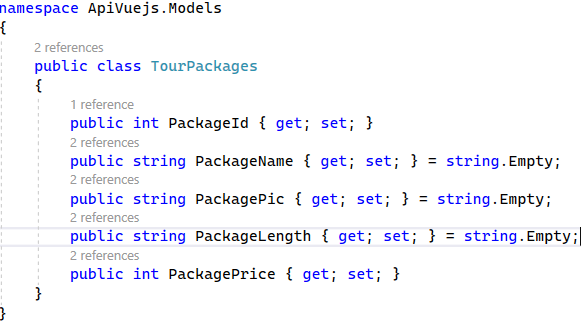 namespace ApiVuejs.Models
{
2 references
public class TourPackages
{
1 reference
public int PackageId { get; set; }
2 references
public string PackageName { get; set; } = string.Empty;
2 references
public string PackagePic { get; set; } = string.Empty;
2 references
public string PackageLength { get; set; } = string.Empty;
2 references
public int PackagePrice { get; set; }
}
}